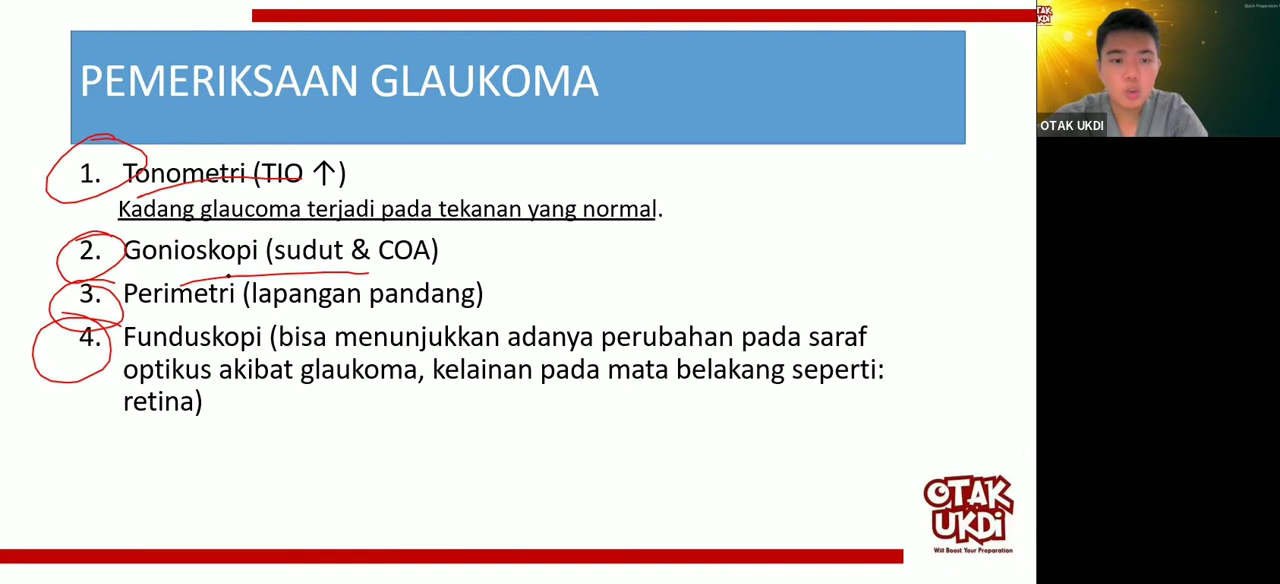 PEMERIKSAAN GLAUKOMA
1. Tonometri (TIO ↑)
Kadang glaucoma terjadi pada tekanan yang normal.
2. Gonioskopi (sudut & COA)
3. Perimetri (lapangan pandang)
4. Funduskopi (bisa menunjukkan adanya perubahan pada saraf
optikus akibat glaukoma, kelainan pada mata belakang seperti:
retina)
OTAK
UKDI
Will Boost Your Preparation
OTAK UKDI